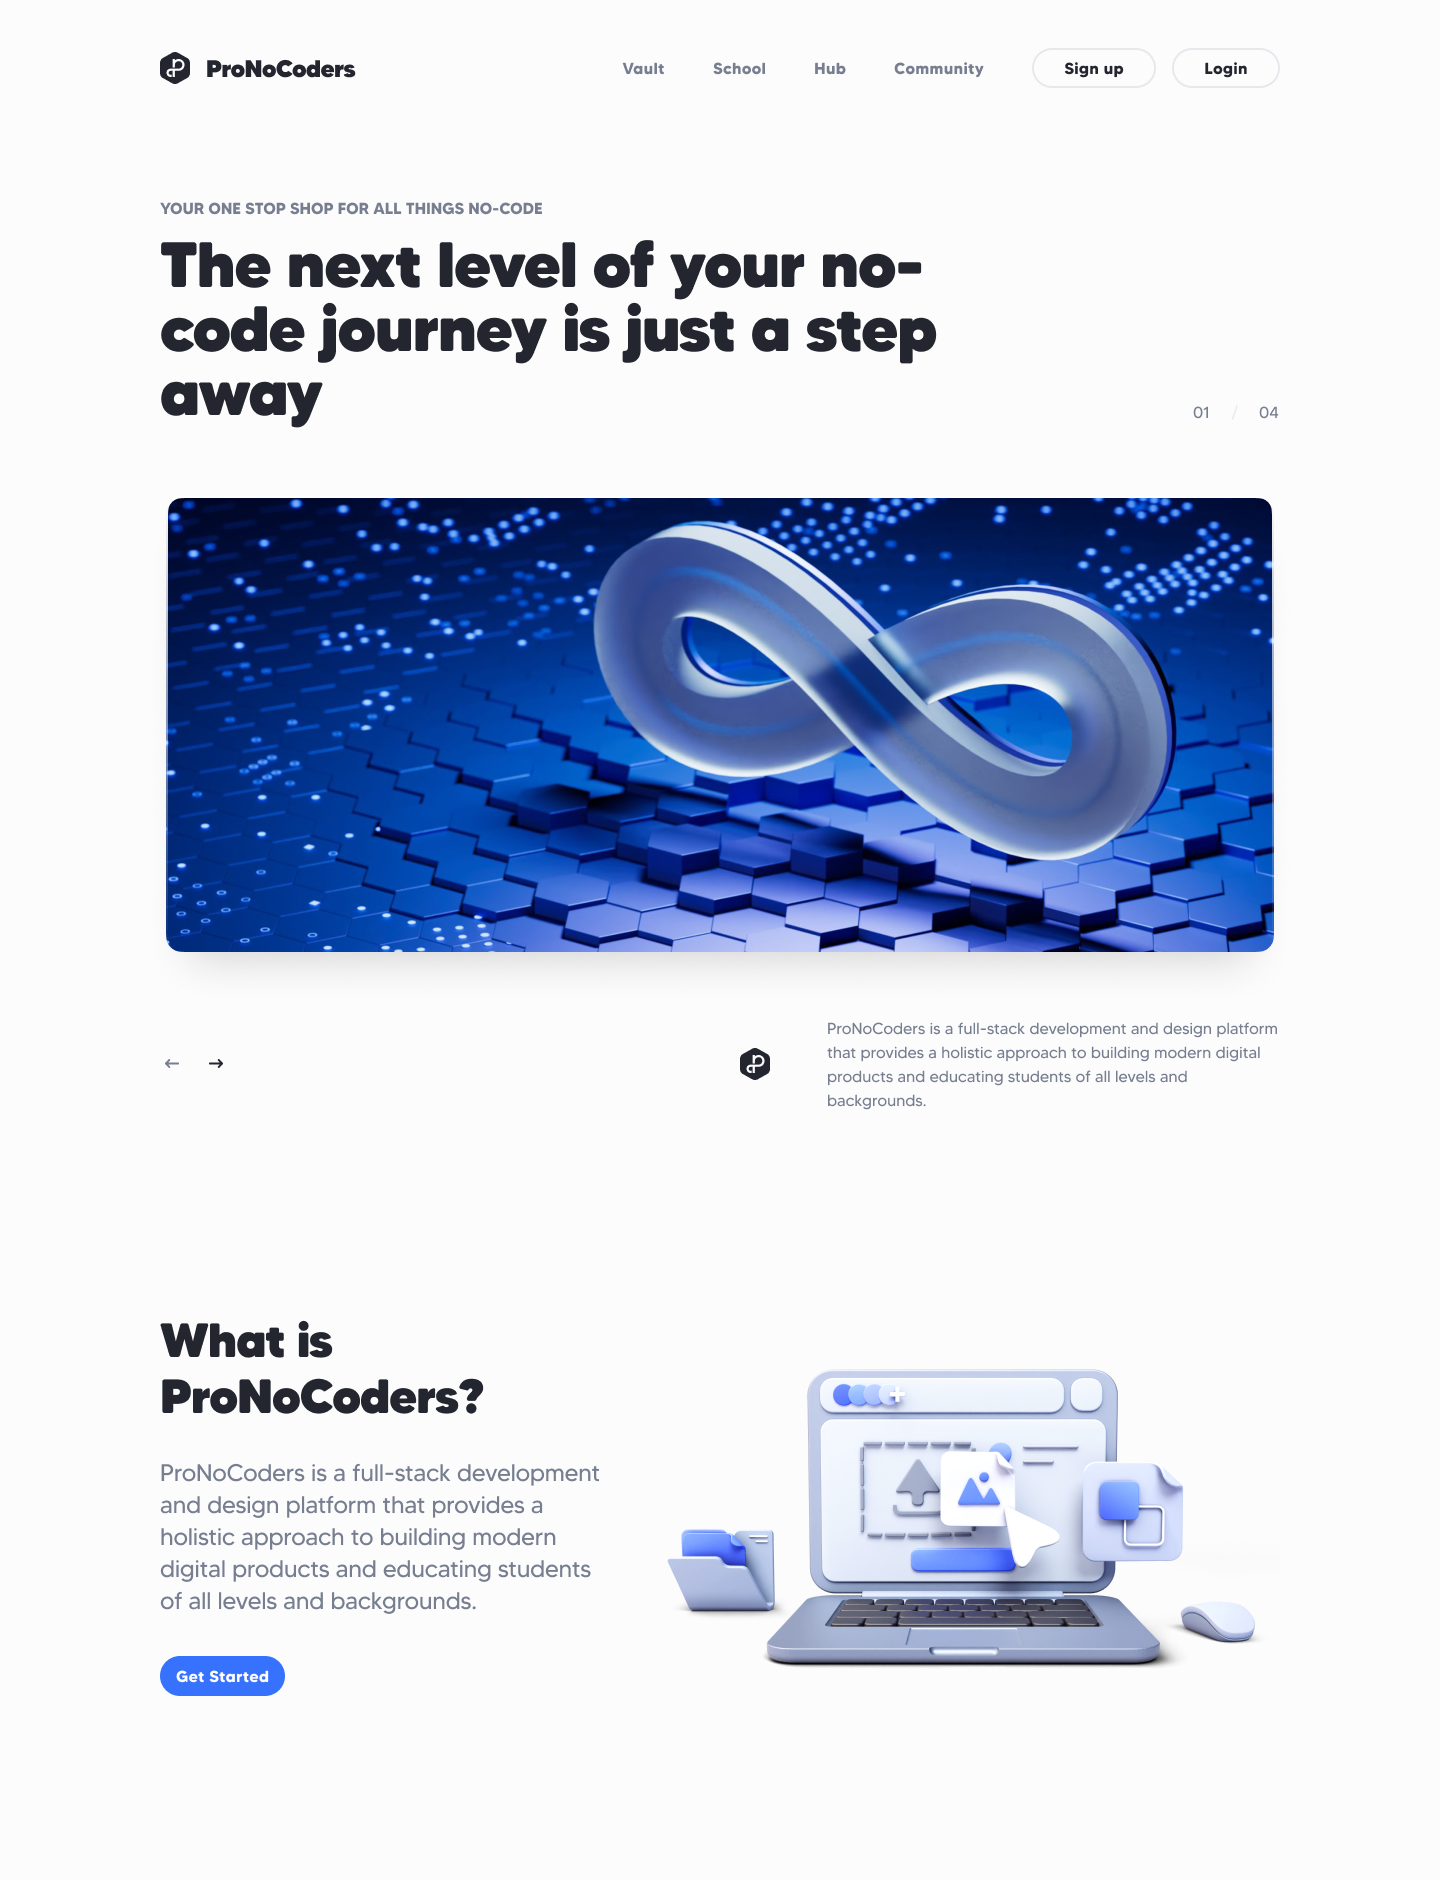 ProNoCoders
Vault School Hub Community Sign up Login
YOUR ONE STOP SHOP FOR ALL THINGS NO-CODE
The next level of your no-
code journey is just a step
away
01 / 04
ProNoCoders is a full-stack development and design platform
that provides a holistic approach to building modern digital
products and educating students of all levels and
backgrounds.
What is
ProNoCoders?
ProNoCoders is a full-stack development
and design platform that provides a
holistic approach to building modern
digital products and educating students
of all levels and backgrounds.
Get Started